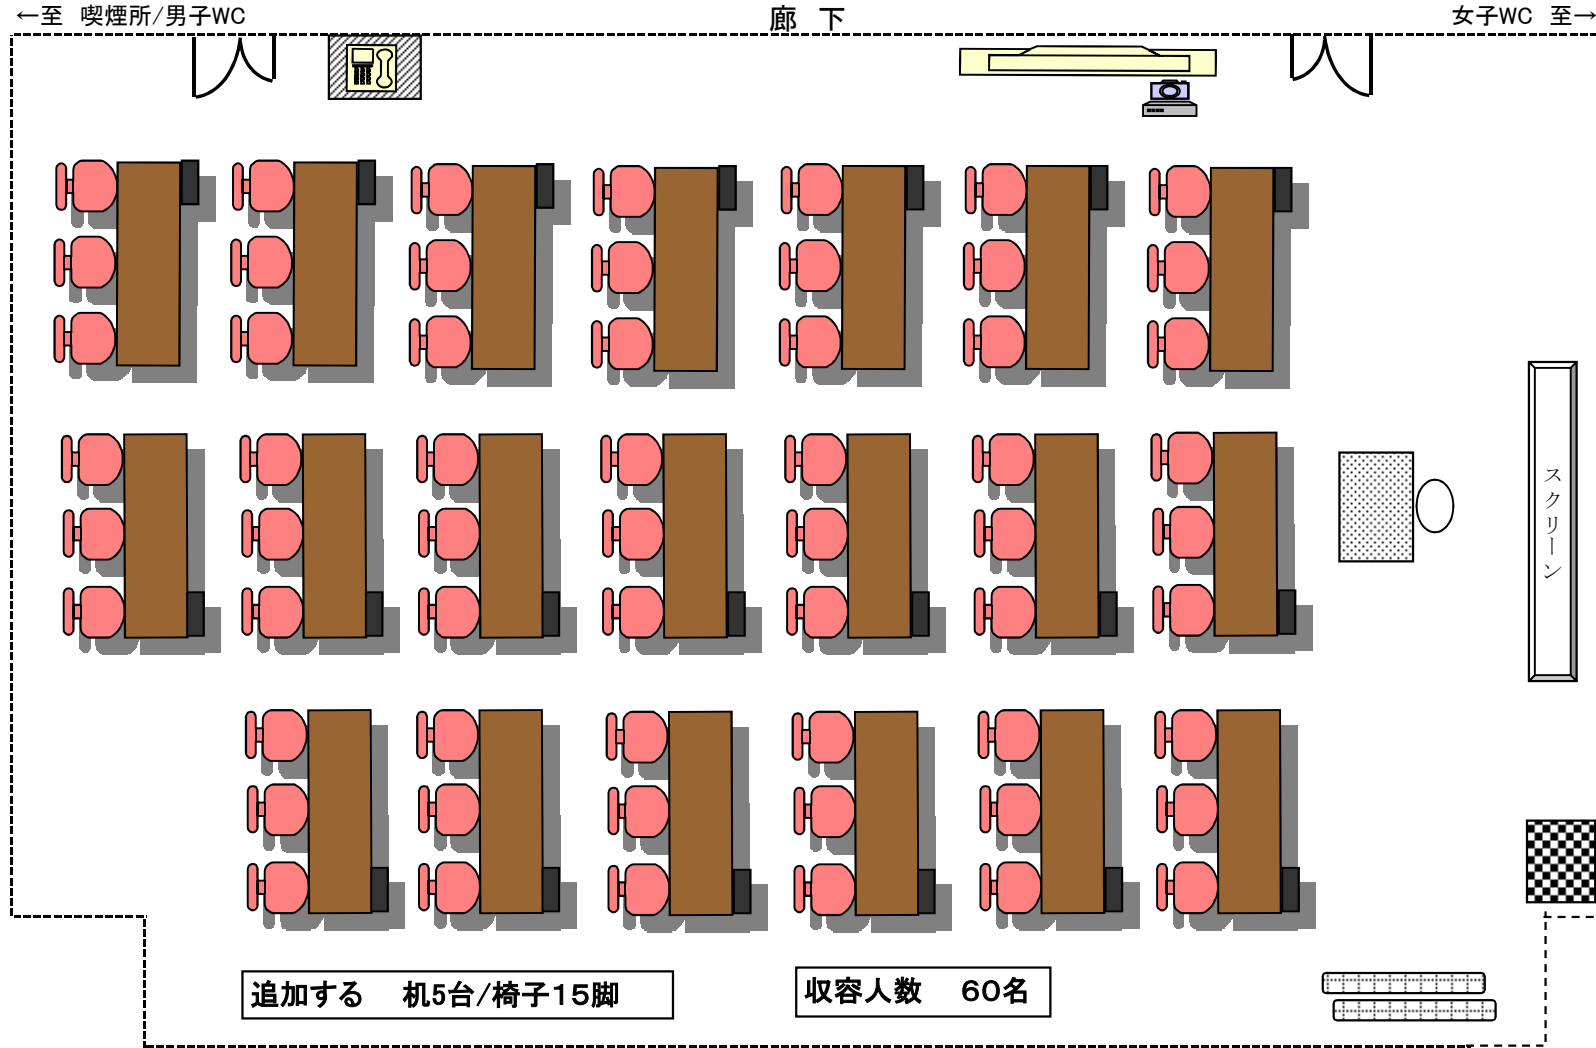 ←至　喫煙所/男子WC
廊　下
女子WC　至→
スクリーン
追加する　机5台/椅子15脚
収容人数　60名